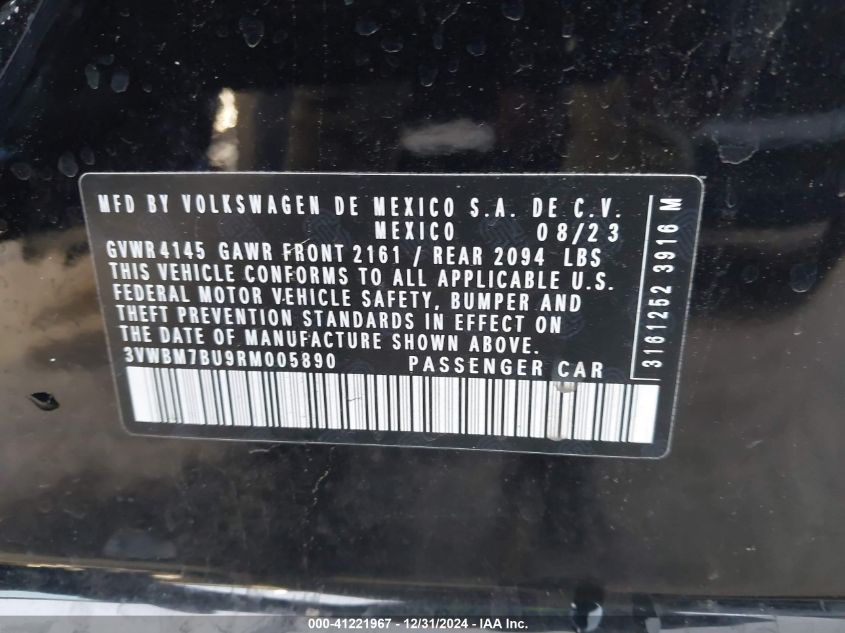 MFD BY VOLKSWAGEN DE MEXICO S.A. DE C.V.
MEXICO 08/23
GVWR 4145 GAWR FRONT 2161 / REAR 2094 LBS
THIS VEHICLE CONFORMS TO ALL APPLICABLE U.S.
FEDERAL MOTOR VEHICLE SAFETY, BUMPER AND
THEFT PREVENTION STANDARDS IN EFFECT ON
THE DATE OF MANUFACTURE SHOWN ABOVE.
3VWBM7BU9RM005890 PASSENGER CAR
3161252 3916 M
000-41221967 - 12/31/2024 - IAA Inc.